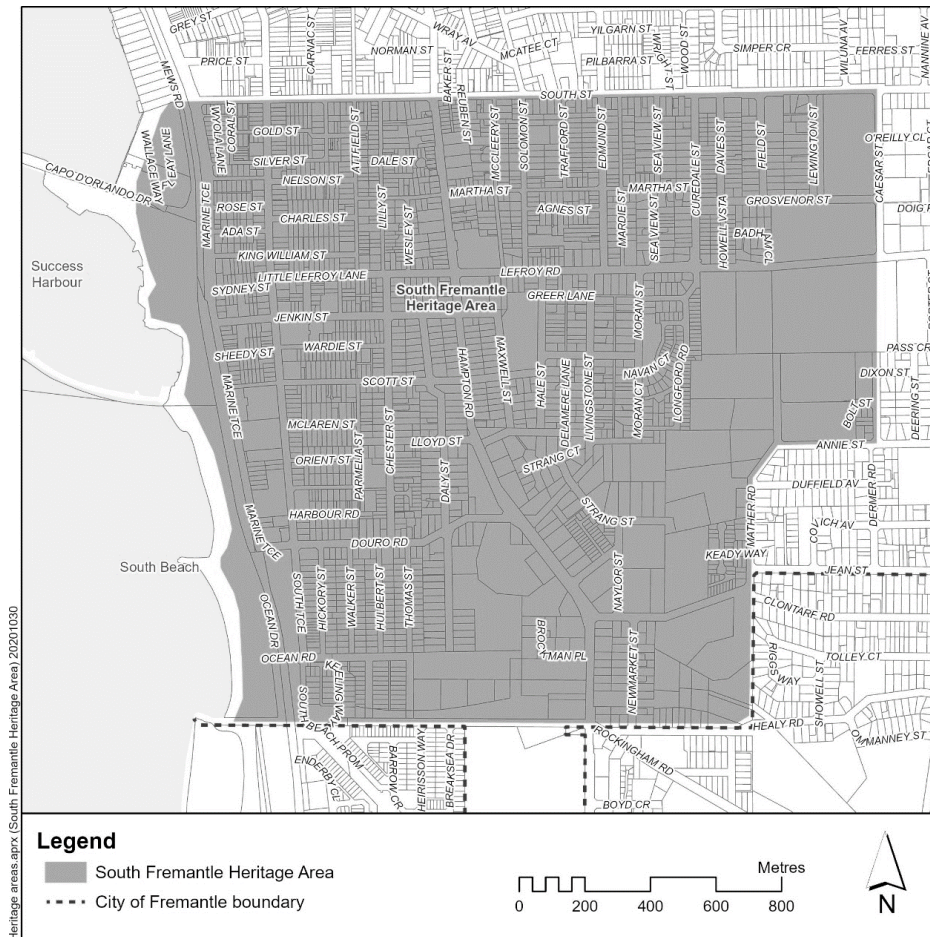 GREY ST
CARNAC ST
NORMAN ST
WRAY AV
MCATEE CT
YILGARN ST
WRIGHT ST
WOOD ST
SIMPER CR
WILUNA AV
FERRES ST
NANNINE AV
PRICE ST
PILBARRA ST
MEWS RD
BAKER ST
REUBEN ST
SOUTH ST
WALLACE WAY
WYOLA LANE
CORAL ST
GOLD ST
ATTFIELD ST
MCCLEERY ST
SOLOMON ST
TRAFFORD ST
EDMUND ST
SEA VIEW ST
DAVIES ST
FIELD ST
LEWINGTON ST
O'REILLY CL
CAESAR ST
SILVER ST
DALE ST
CAPO D'ORLANDO DR
NELSON ST
MARTHA ST
MARTHA ST
CUREDALE ST
GROSVENOR ST
MARINE TCE
ROSE ST
CHARLES ST
LILLY ST
WESLEY ST
AGNES ST
MARDIE ST
SEA VIEW ST
HOWELL VSTA
ADA ST
KING WILLIAM ST
Success
Harbour
LITTLE LEFROY LANE
LEFROY RD
SYDNEY ST
South Fremantle
Heritage Area
GREER LANE
MORAN ST
JENKIN ST
SHEEDY ST
WARDIE ST
HAMPTON RD
MAXWELL ST
HALE ST
DELAMERE LANE
LIVINGSTONE ST
NAVAN CT
LONGFORD RD
PASS CR
DIXON ST
DEERING ST
SCOTT ST
MARINE TCE
MORAN CT
BOLT ST
MCLAREN ST
PARMELIA ST
CHESTER ST
LLOYD ST
ANNIE ST
ORIENT ST
DALY ST
STRANG CT
DUFFIELD AV
DERMER RD
HARBOUR RD
STRANG ST
MATHER RD
MARINE TCE
DOURO RD
KEADY WAY
South Beach
JEAN ST
SOUTH TCE
HICKORY ST
WALKER ST
HULBERT ST
THOMAS ST
NAYLOR ST
CLONTARF RD
OCEAN DR
BROCKMAN PL
NEWMARKET ST
RIGGS WAY
TOLLEY CT
SHOWELL ST
OCEAN RD
KEELING WAY
HEALY RD
SOUTH BEACH PROM
ROCKINGHAM RD
OMMANNEY ST
ENDERBY CL
BARROW CR
HEIRISSON WAY
BREAKSEA DR
BOYD CR
Heritage areas.aprx (South Fremantle Heritage Area) 20201030
Legend
South Fremantle Heritage Area
City of Fremantle boundary
Metres
0 200 400 600 800
N